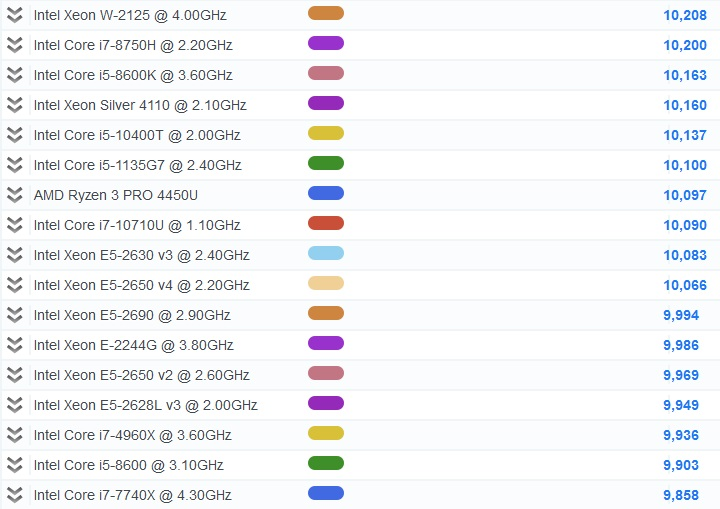 Intel Xeon W-2125 @ 4.00GHz 10,208
Intel Core i7-8750H @ 2.20GHz 10,200
Intel Core i5-8600K @ 3.60GHz 10,163
Intel Xeon Silver 4110 @ 2.10GHz 10,160
Intel Core i5-10400T @ 2.00GHz 10,137
Intel Core i5-1135G7 @ 2.40GHz 10,100
AMD Ryzen 3 PRO 4450U 10,097
Intel Core i7-10710U @ 1.10GHz 10,090
Intel Xeon E5-2630 v3 @ 2.40GHz 10,083
Intel Xeon E5-2650 v4 @ 2.20GHz 10,066
Intel Xeon E5-2690 @ 2.90GHz 9,994
Intel Xeon E-2244G @ 3.80GHz 9,986
Intel Xeon E5-2650 v2 @ 2.60GHz 9,969
Intel Xeon E5-2628L v3 @ 2.00GHz 9,949
Intel Core i7-4960X @ 3.60GHz 9,936
Intel Core i5-8600 @ 3.10GHz 9,903
Intel Core i7-7740X @ 4.30GHz 9,858